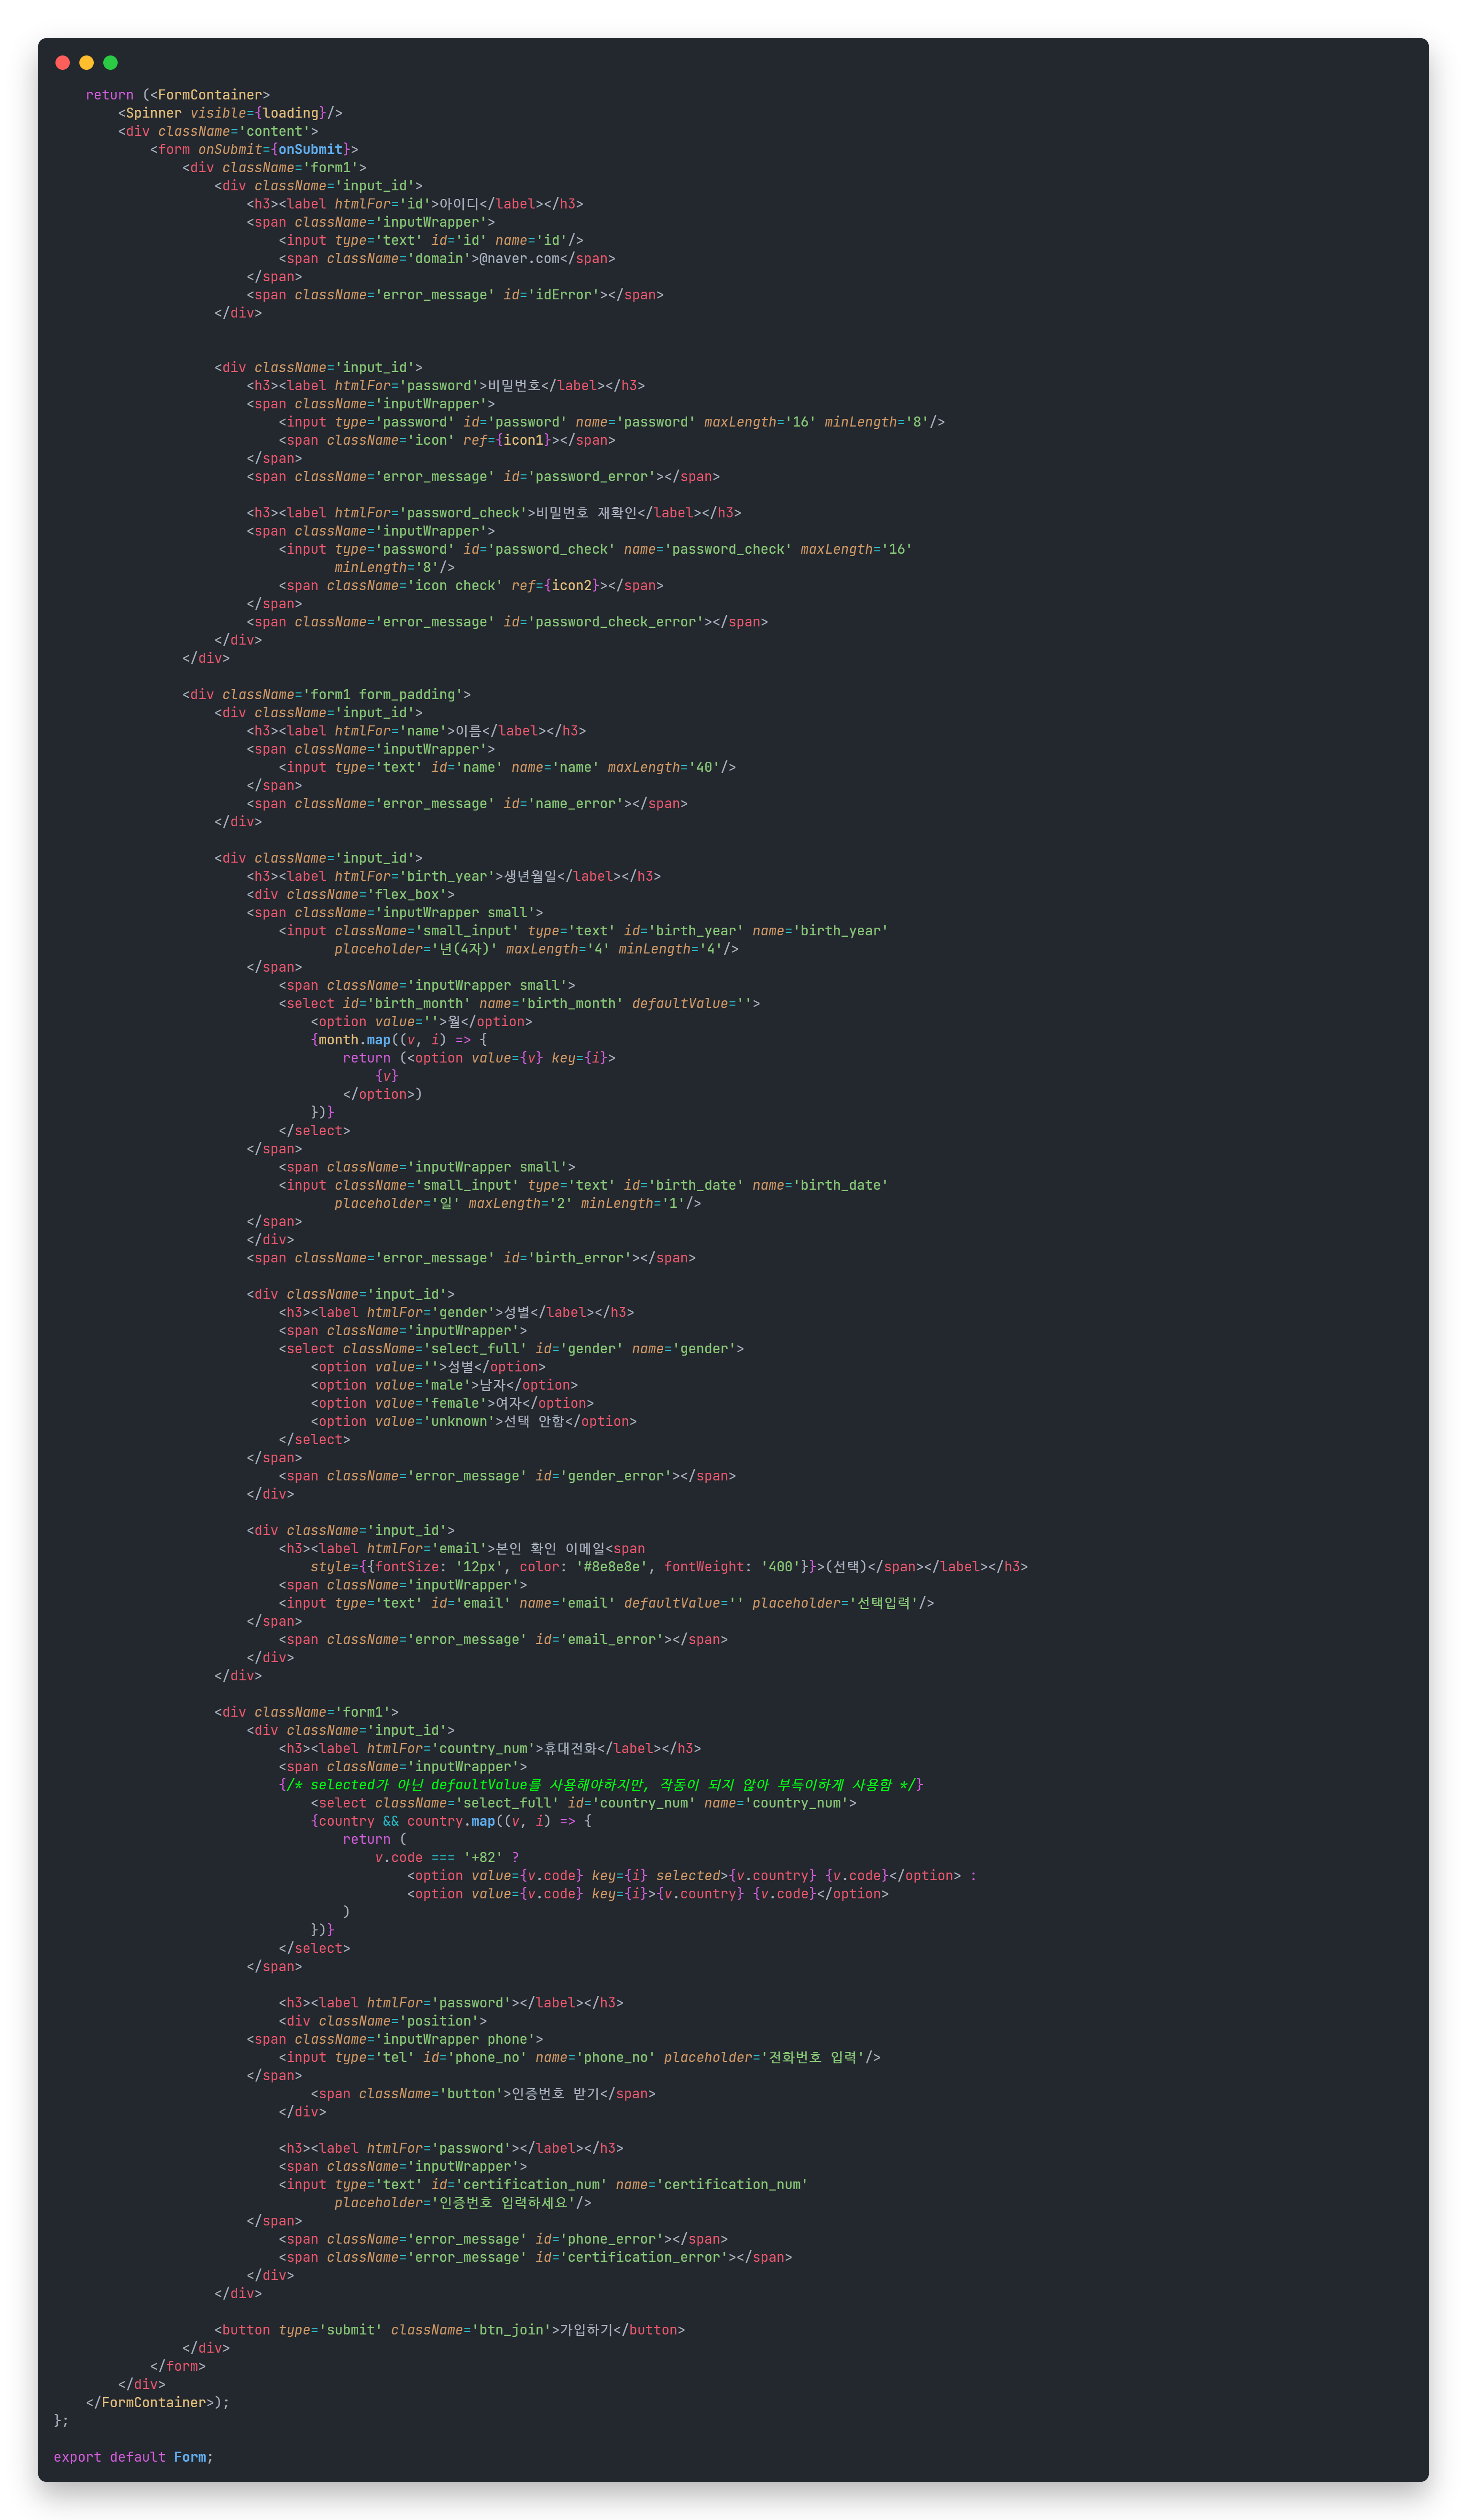 return (<FormContainer>
<Spinner visible={loading}/>
<div className='content'>
<form onSubmit={onSubmit}>
<div className='form1'>
<div className='input_id'>
<h3><label htmlFor='id'>아이디</label></h3>
<span className='inputWrapper'>
<input type='text' id='id' name='id'/>
<span className='domain'>@naver.com</span>
</span>
<span className='error_message' id='idError'></span>
</div>
<div className='input_id'>
<h3><label htmlFor='password'>비밀번호</label></h3>
<span className='inputWrapper'>
<input type='password' id='password' name='password' maxLength='16' minLength='8'/>
<span className='icon' ref={icon1}></span>
</span>
<span className='error_message' id='password_error'></span>
<h3><label htmlFor='password_check'>비밀번호 재확인</label></h3>
<span className='inputWrapper'>
<input type='password' id='password_check' name='password_check' maxLength='16'
minLength='8'/>
<span className='icon check' ref={icon2}></span>
</span>
<span className='error_message' id='password_check_error'></span>
</div>
</div>
<div className='form1 form_padding'>
<div className='input_id'>
<h3><label htmlFor='name'>이름</label></h3>
<span className='inputWrapper'>
<input type='text' id='name' name='name' maxLength='40'/>
</span>
<span className='error_message' id='name_error'></span>
</div>
<div className='input_id'>
<h3><label htmlFor='birth_year'>생년월일</label></h3>
<div className='flex_box'>
<span className='inputWrapper small'>
<input className='small_input' type='text' id='birth_year' name='birth_year'
placeholder='년(4자)' maxLength='4' minLength='4'/>
</span>
<span className='inputWrapper small'>
<select id='birth_month' name='birth_month' defaultValue=''>
<option value=''>월</option>
{month.map((v, i) => {
return (<option value={v} key={i}>
{v}
</option>)
})}
</select>
</span>
<span className='inputWrapper small'>
<input className='small_input' type='text' id='birth_date' name='birth_date'
placeholder='일' maxLength='2' minLength='1'/>
</span>
</div>
<span className='error_message' id='birth_error'></span>
<div className='input_id'>
<h3><label htmlFor='gender'>성별</label></h3>
<span className='inputWrapper'>
<select className='select_full' id='gender' name='gender'>
<option value=''>성별</option>
<option value='male'>남자</option>
<option value='female'>여자</option>
<option value='unknown'>선택 안함</option>
</select>
</span>
<span className='error_message' id='gender_error'></span>
</div>
<div className='input_id'>
<h3><label htmlFor='email'>본인 확인 이메일<span
style={{fontSize: '12px', color: '#8e8e8e', fontWeight: '400'}}>(선택)</span></label></h3>
<span className='inputWrapper'>
<input type='text' id='email' name='email' defaultValue='' placeholder='선택입력'/>
</span>
<span className='error_message' id='email_error'></span>
</div>
</div>
<div className='form1'>
<div className='input_id'>
<h3><label htmlFor='country_num'>휴대전화</label></h3>
<span className='inputWrapper'>
{/* selected가 아닌 defaultValue를 사용해야하지만, 작동이 되지 않아 부득이하게 사용함 */}
<select className='select_full' id='country_num' name='country_num'>
{country && country.map((v, i) => {
return (
v.code === '+82' ?
<option value={v.code} key={i} selected>{v.country} {v.code}</option> :
<option value={v.code} key={i}>{v.country} {v.code}</option>
)
})}
</select>
</span>
<h3><label htmlFor='password'></label></h3>
<div className='position'>
<span className='inputWrapper phone'>
<input type='tel' id='phone_no' name='phone_no' placeholder='전화번호 입력'/>
</span>
<span className='button'>인증번호 받기</span>
</div>
<h3><label htmlFor='password'></label></h3>
<span className='inputWrapper'>
<input type='text' id='certification_num' name='certification_num'
placeholder='인증번호 입력하세요'/>
</span>
<span className='error_message' id='phone_error'></span>
<span className='error_message' id='certification_error'></span>
</div>
</div>
<button type='submit' className='btn_join'>가입하기</button>
</div>
</form>
</div>
</FormContainer>);
};
export default Form;